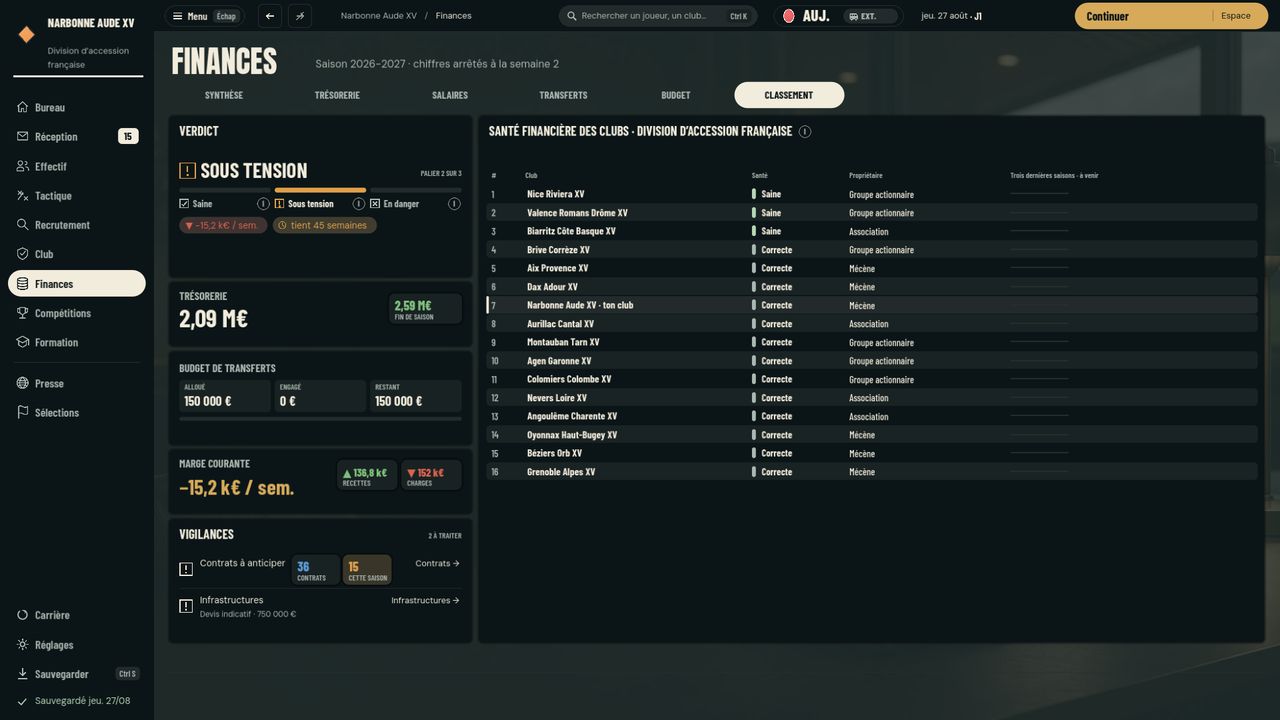 NARBONNE AUDE XV
Division d'accession
française
Menu Échap
Narbonne Aude XV / Finances
Rechercher un joueur, un club... Ctrl K
AUJ. EXT.
jeu. 27 août · J1
Continuer Espace
Bureau
Réception 15
Effectif
Tactique
Recrutement
Club
Finances
Compétitions
Formation
Presse
Sélections
Carrière
Réglages
Sauvegarder Ctrl S
Sauvegardé jeu. 27/08
FINANCES
Saison 2026-2027 · chiffres arrêtés à la semaine 2
SYNTHÈSE TRÉSORERIE SALAIRES TRANSFERTS BUDGET CLASSEMENT
VERDICT
SOUS TENSION PALIER 2 SUR 3
Saine Sous tension En danger
▼ −15,2 k€ / sem. tient 45 semaines
TRÉSORERIE
2,09 M€
2,59 M€
FIN DE SAISON
BUDGET DE TRANSFERTS
ALLOUÉ ENGAGÉ RESTANT
150 000 € 0 € 150 000 €
MARGE COURANTE
−15,2 k€ / sem.
▲ 136,8 k€ ▼ 152 k€
RECETTES CHARGES
VIGILANCES 2 À TRAITER
Contrats à anticiper 36 15 Contrats →
CONTRATS CETTE SAISON
Infrastructures Infrastructures →
Devis indicatif · 750 000 €
SANTÉ FINANCIÈRE DES CLUBS · DIVISION D'ACCESSION FRANÇAISE
# Club Santé Propriétaire Trois dernières saisons · à venir
1 Nice Riviera XV Saine Groupe actionnaire
2 Valence Romans Drôme XV Saine Groupe actionnaire
3 Biarritz Côte Basque XV Saine Association
4 Brive Corrèze XV Correcte Groupe actionnaire
5 Aix Provence XV Correcte Mécène
6 Dax Adour XV Correcte Mécène
7 Narbonne Aude XV · ton club Correcte Mécène
8 Aurillac Cantal XV Correcte Association
9 Montauban Tarn XV Correcte Groupe actionnaire
10 Agen Garonne XV Correcte Groupe actionnaire
11 Colomiers Colombe XV Correcte Groupe actionnaire
12 Nevers Loire XV Correcte Association
13 Angoulême Charente XV Correcte Association
14 Oyonnax Haut-Bugey XV Correcte Mécène
15 Béziers Orb XV Correcte Mécène
16 Grenoble Alpes XV Correcte Mécène